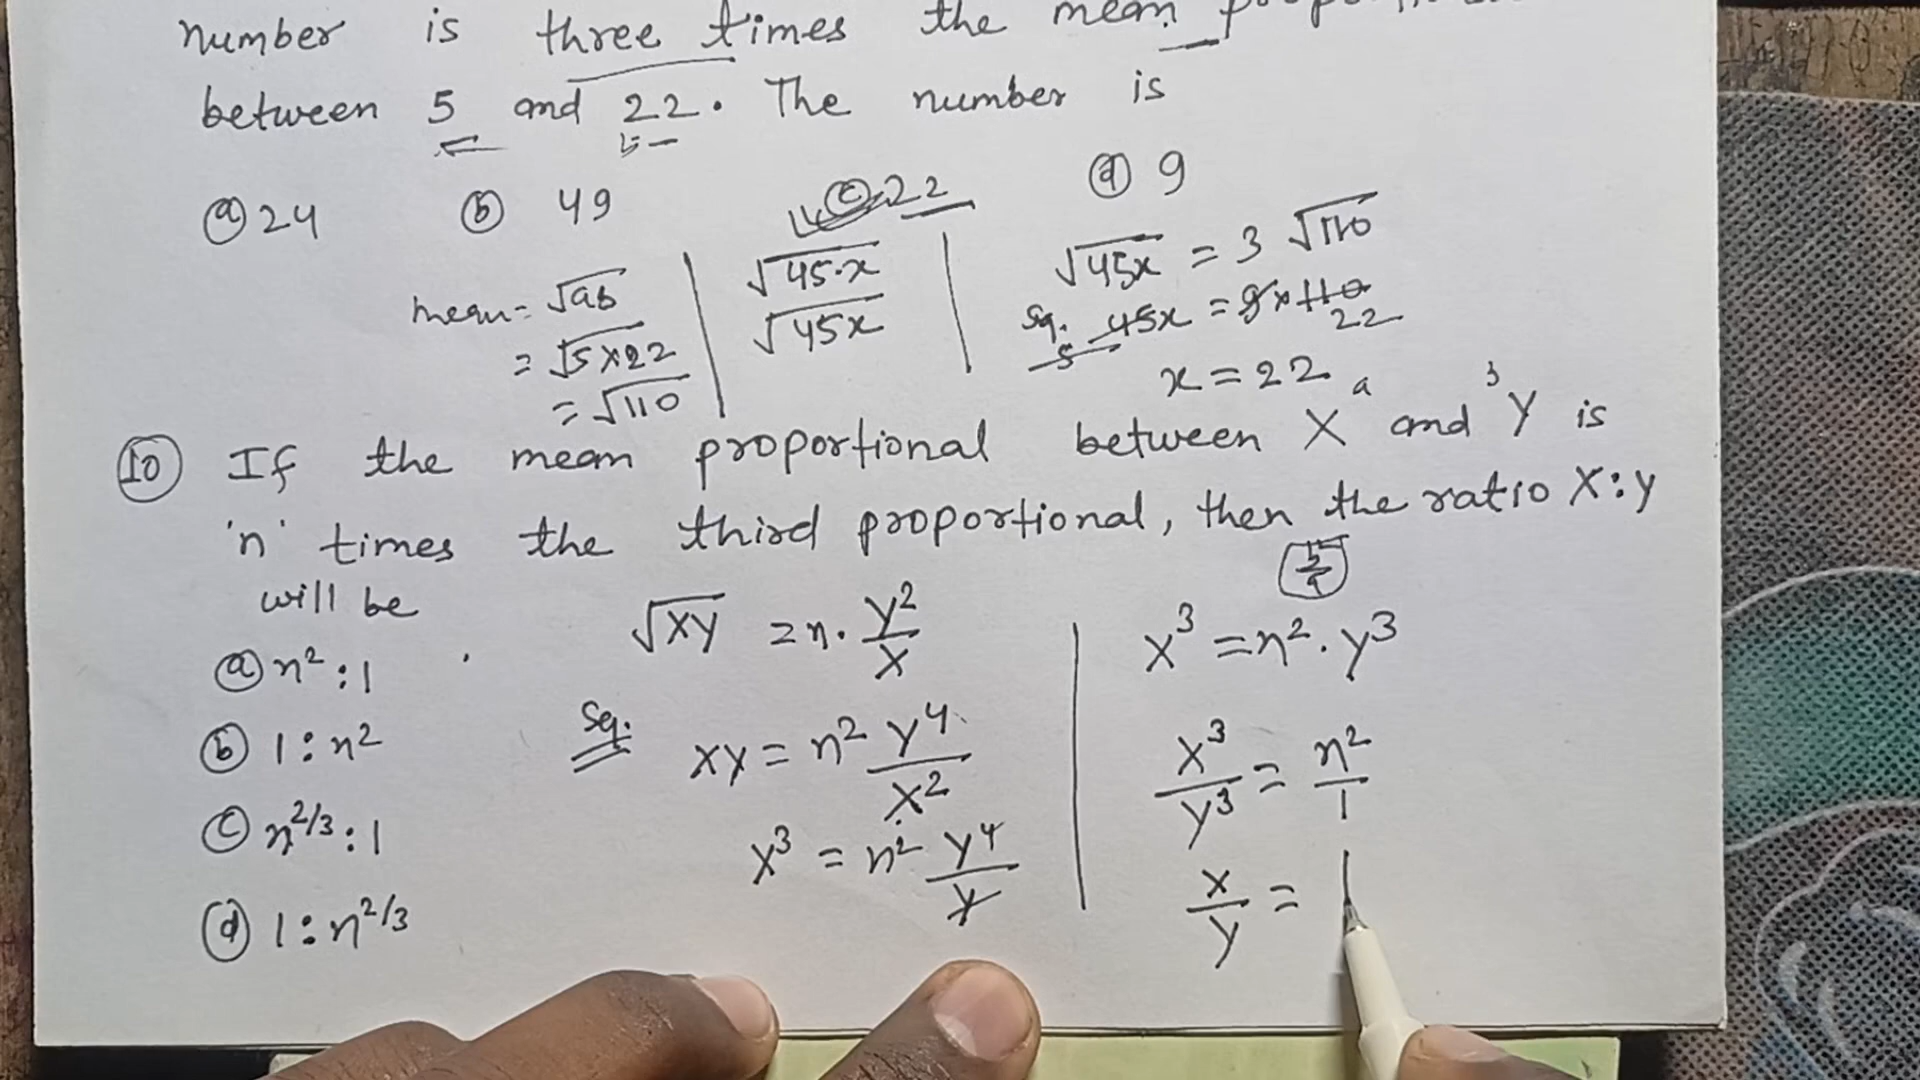 number is three times the mean
between 5 and 22. The number is
ⓐ 24 ⓑ 49 ⓒ 22 ⓓ 9
mean = √ab
= √5×22
= √110
√45·x
√45x
√45x = 3 √110
Sq. 45x = 9×110
5 22
x = 22
⑩ If the mean proportional between X and Y is
a 3
'n' times the third proportional, then the ratio X:y
will be
ⓐ n²:1
ⓑ 1:n²
ⓒ n^2/3:1
ⓓ 1:n^2/3
√xy = n· y²/x
Sq. xy = n² y⁴/x²
x³ = n² y⁴/y
x³ = n²·y³
x³/y³ = n²/1
x/y =